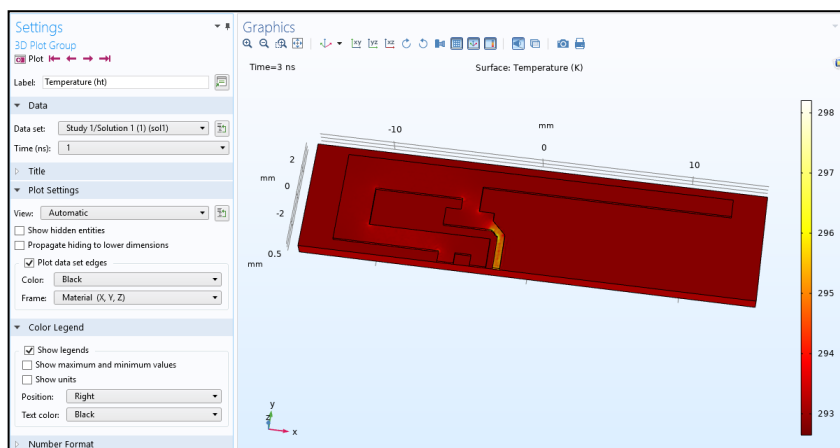 Settings
3D Plot Group
Plot
Label: Temperature (ht)
Data
Data set: Study 1/Solution 1 (1) (sol1)
Time (ns): 1
Title
Plot Settings
View: Automatic
Show hidden entities
Propagate hiding to lower dimensions
Plot data set edges
Color: Black
Frame: Material (X, Y, Z)
Color Legend
Show legends
Show maximum and minimum values
Show units
Position: Right
Text color: Black
Number Format
Graphics
xy yz xz
Time=3 ns
Surface: Temperature (K)
-10
mm
0
10
2
mm
0
-2
0.5
mm
y
z
x
298
297
296
295
294
293